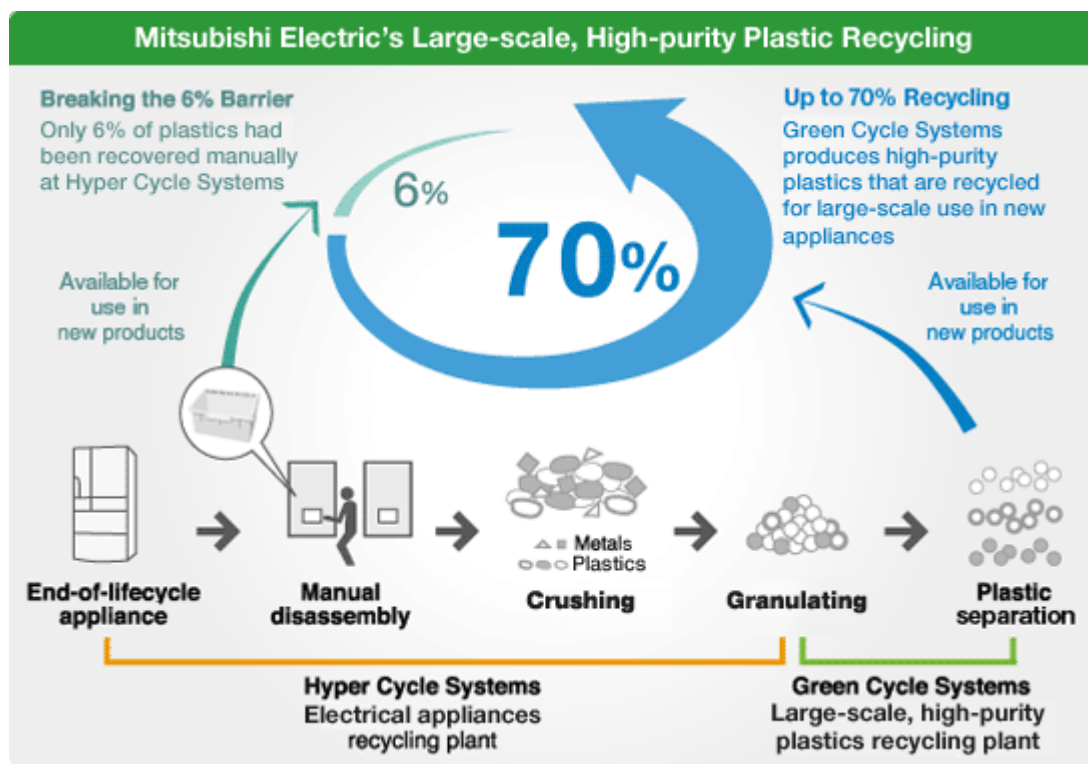 Mitsubishi Electric's Large-scale, High-purity Plastic Recycling
Breaking the 6% Barrier
Only 6% of plastics had
been recovered manually
at Hyper Cycle Systems
6%
70%
Up to 70% Recycling
Green Cycle Systems
produces high-purity
plastics that are recycled
for large-scale use in new
appliances
Available for
use in
new products
Available for
use in
new products
Metals
Plastics
End-of-lifecycle
appliance
Manual
disassembly
Crushing
Granulating
Plastic
separation
Hyper Cycle Systems
Electrical appliances
recycling plant
Green Cycle Systems
Large-scale, high-purity
plastics recycling plant